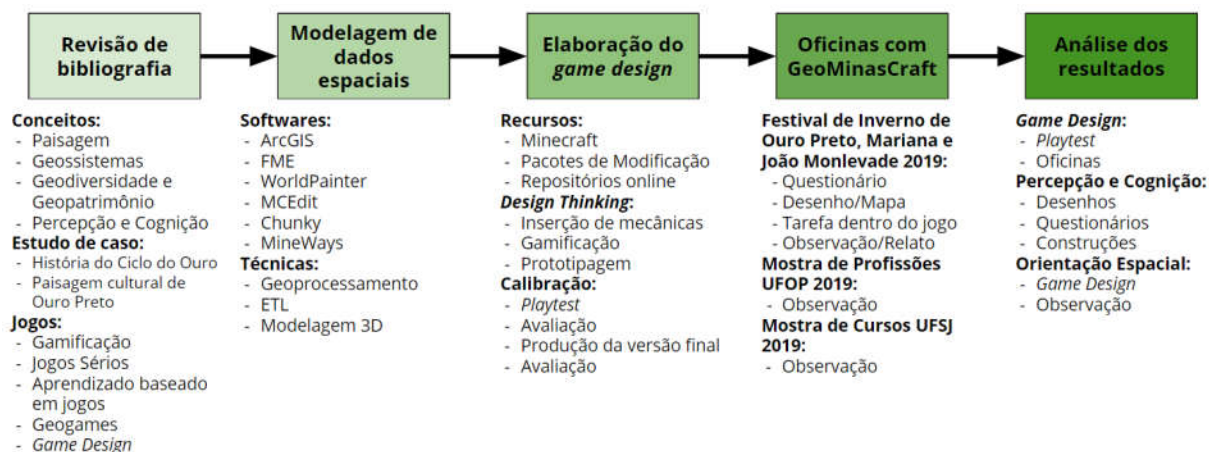 Revisão de
bibliografia
Modelagem de
dados
espaciais
Elaboração do
game design
Oficinas com
GeoMinasCraft
Análise dos
resultados
Conceitos:
- Paisagem
- Geossistemas
- Geodiversidade e
Geopatrimônio
- Percepção e Cognição
Estudo de caso:
- História do Ciclo do Ouro
- Paisagem cultural de
Ouro Preto
Jogos:
- Gamificação
- Jogos Sérios
- Aprendizado baseado
em jogos
- Geogames
- Game Design
Softwares:
- ArcGIS
- FME
- WorldPainter
- MCEdit
- Chunky
- MineWays
Técnicas:
- Geoprocessamento
- ETL
- Modelagem 3D
Recursos:
- Minecraft
- Pacotes de Modificação
- Repositórios online
Design Thinking:
- Inserção de mecânicas
- Gamificação
- Prototipagem
Calibração:
- Playtest
- Avaliação
- Produção da versão final
- Avaliação
Festival de Inverno de
Ouro Preto, Mariana e
João Monlevade 2019:
- Questionário
- Desenho/Mapa
- Tarefa dentro do jogo
- Observação/Relato
Mostra de Profissões
UFOP 2019:
- Observação
Mostra de Cursos UFSJ
2019:
- Observação
Game Design:
- Playtest
- Oficinas
Percepção e Cognição:
- Desenhos
- Questionários
- Construções
Orientação Espacial:
- Game Design
- Observação